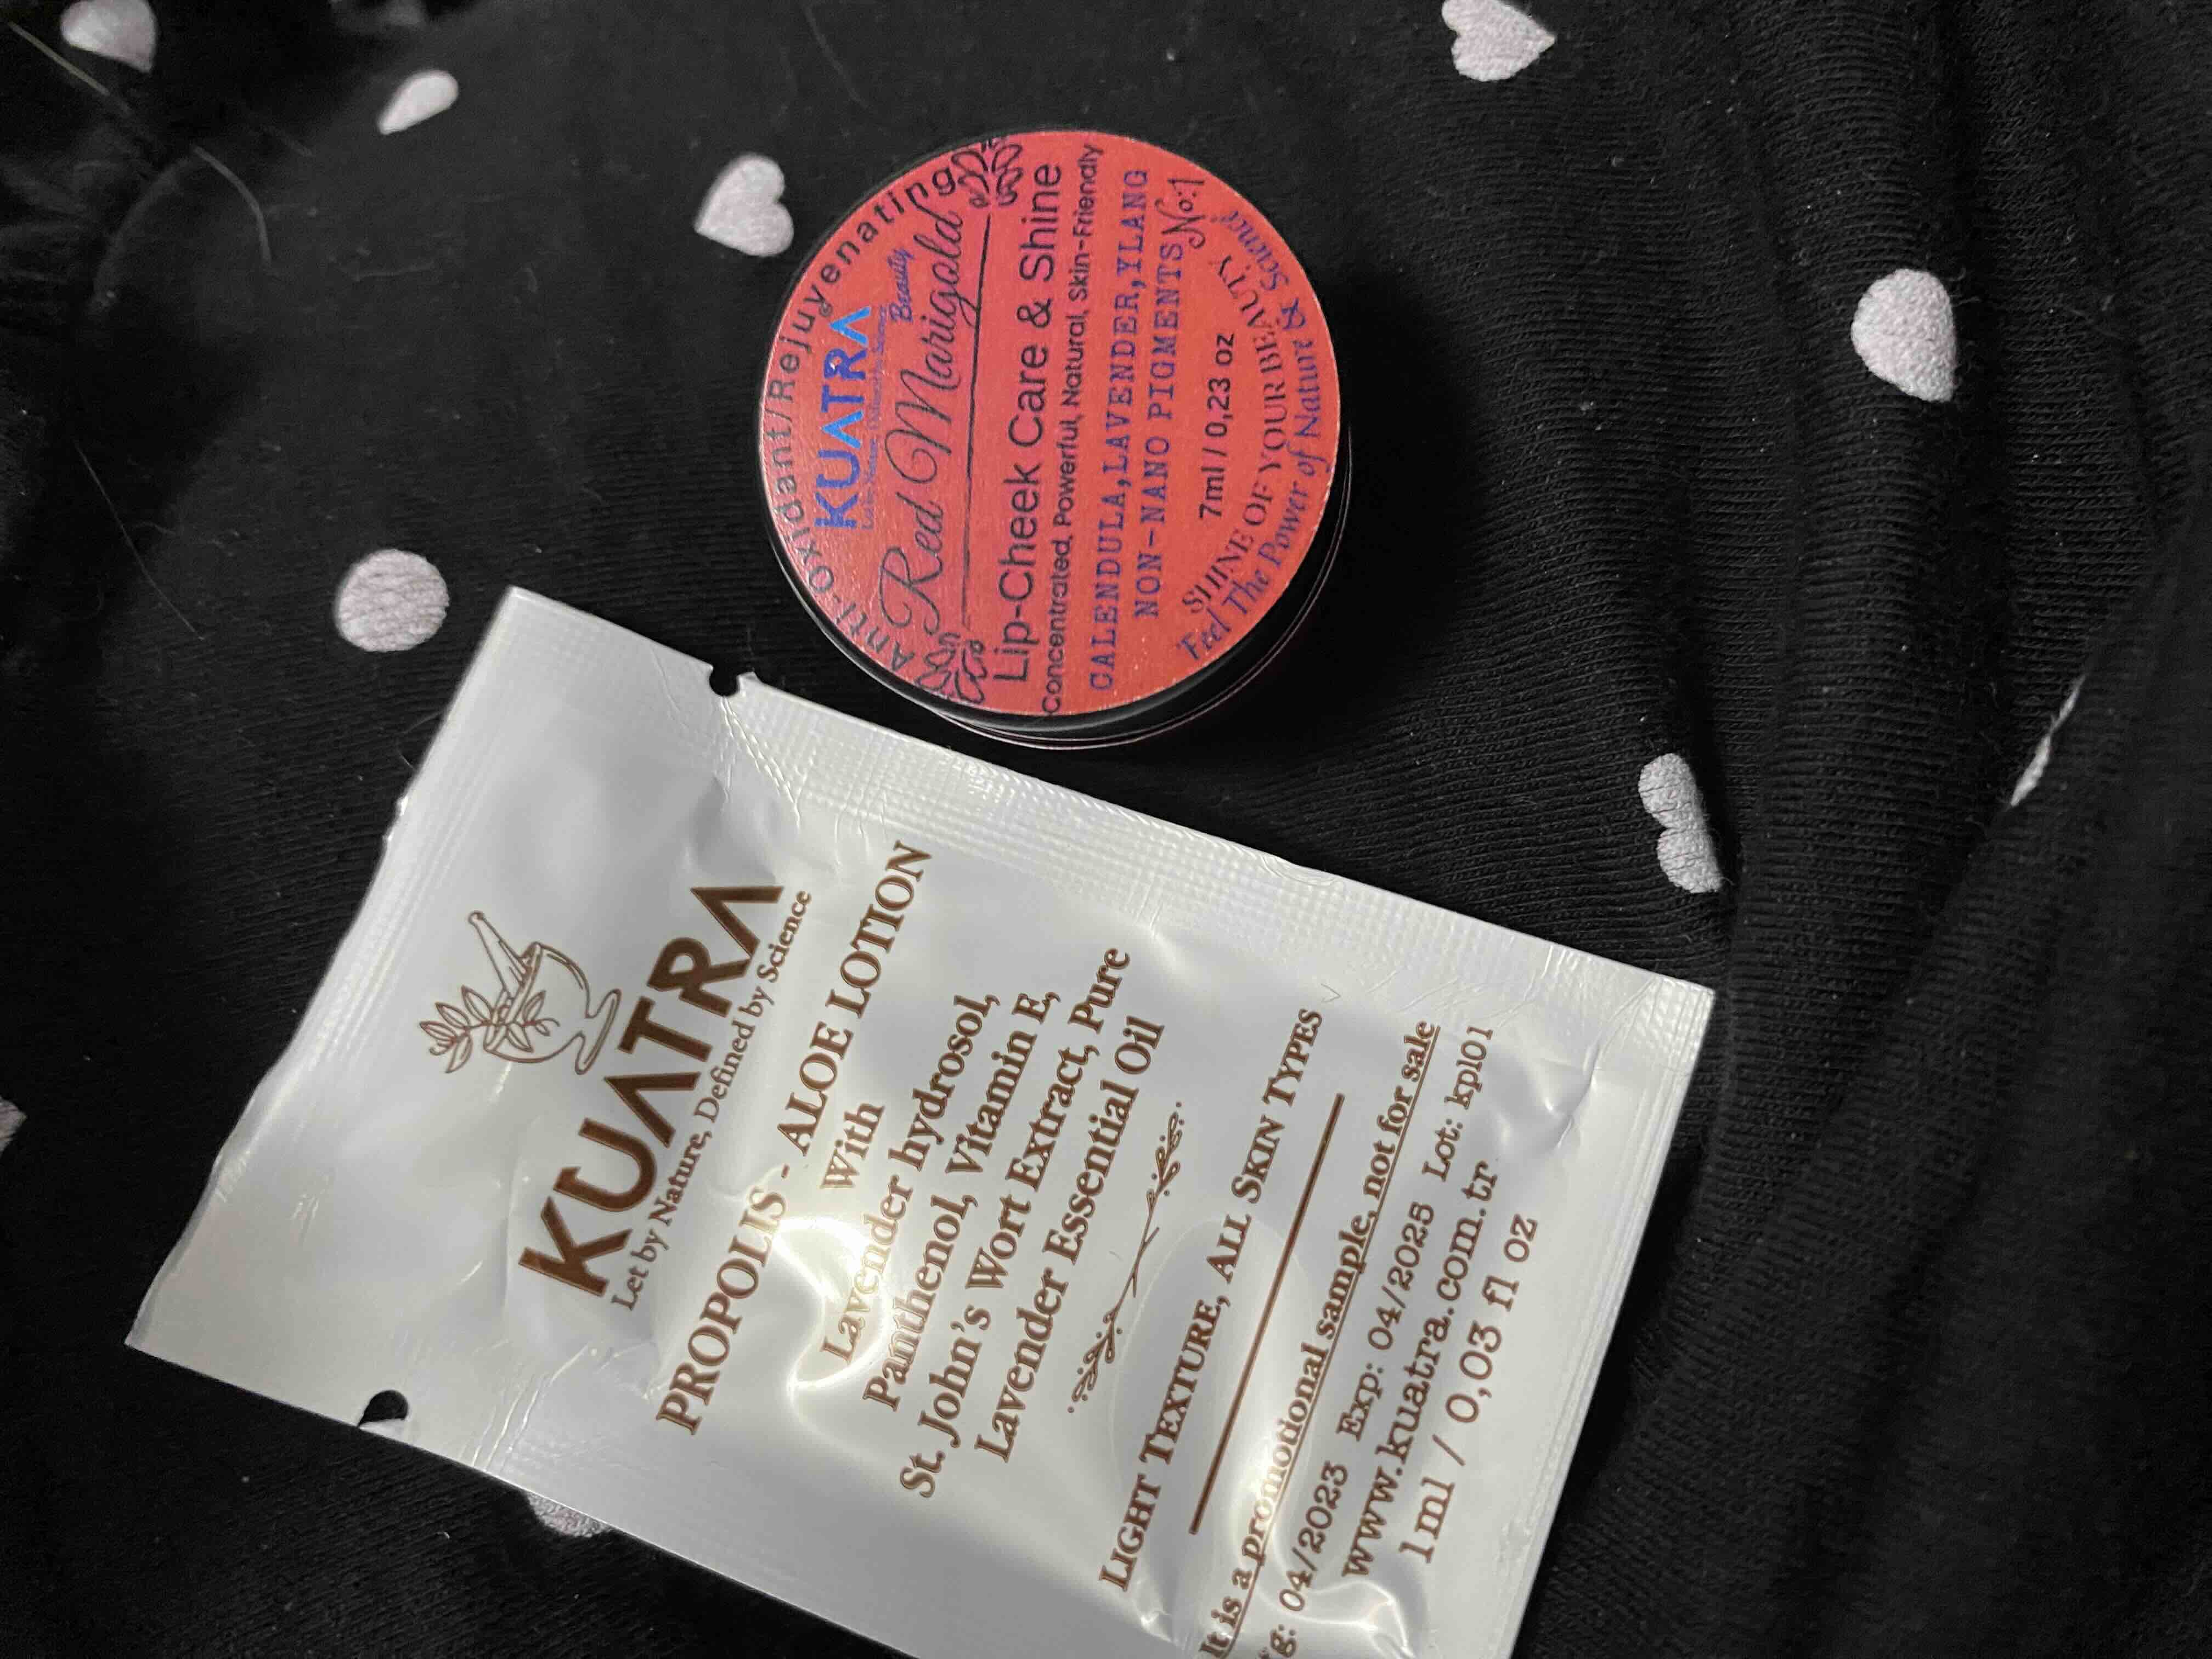 Anti-Oxidant/Rejuvenating
KUATRA
Beauty
Red Marigold
Lip-Cheek Care & Shine
Concentrated, Powerful, Natural, Skin-Friendly
CALENDULA,LAVENDER,YLANG
NON-NANO PIGMENTS No:1
7ml / 0,23 oz
SHINE OF YOUR BEAUTY
Feel The Power of Nature & Science
KUATRA
Let by Nature, Defined by Science
PROPOLIS - ALOE LOTION
With
Lavender hydrosol,
Panthenol, Vitamin E,
St. John's Wort Extract, Pure
Lavender Essential Oil
LIGHT TEXTURE, ALL SKIN TYPES
It is a promotional sample, not for sale
g: 04/2023 Exp: 04/2025 Lot: kpl01
www.kuatra.com.tr
1 ml / 0,03 fl oz